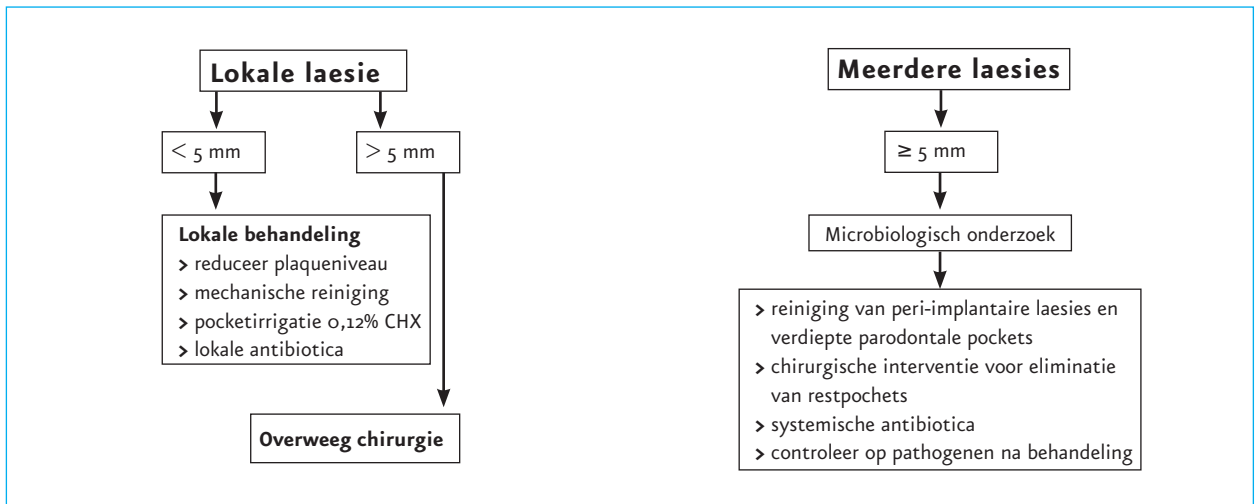 Lokale laesie
< 5 mm
> 5 mm
Lokale behandeling
> reduceer plaqueniveau
> mechanische reiniging
> pocketirrigatie 0,12% CHX
> lokale antibiotica
Overweeg chirurgie
Meerdere laesies
≥ 5 mm
Microbiologisch onderzoek
> reiniging van peri-implantaire laesies en
verdiepte parodontale pockets
> chirurgische interventie voor eliminatie
van restpochets
> systemische antibiotica
> controleer op pathogenen na behandeling